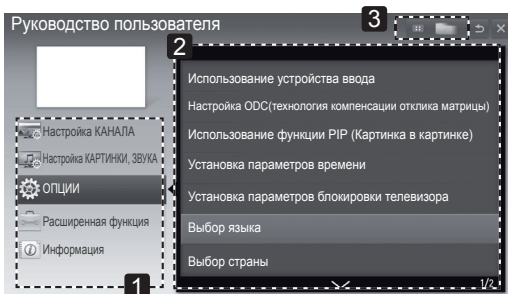 Руководство пользователя
3
2
Использование устройства ввода
Настройка ODC(технология компенсации отклика матрицы)
Использование функции PIP (Картинка в картинке)
Установка параметров времени
Установка параметров блокировки телевизора
Выбор языка
Выбор страны
1/2
Настройка КАНАЛА
Настройка КАРТИНКИ, ЗВУКА
ОПЦИИ
Расширенная функция
Информация
1